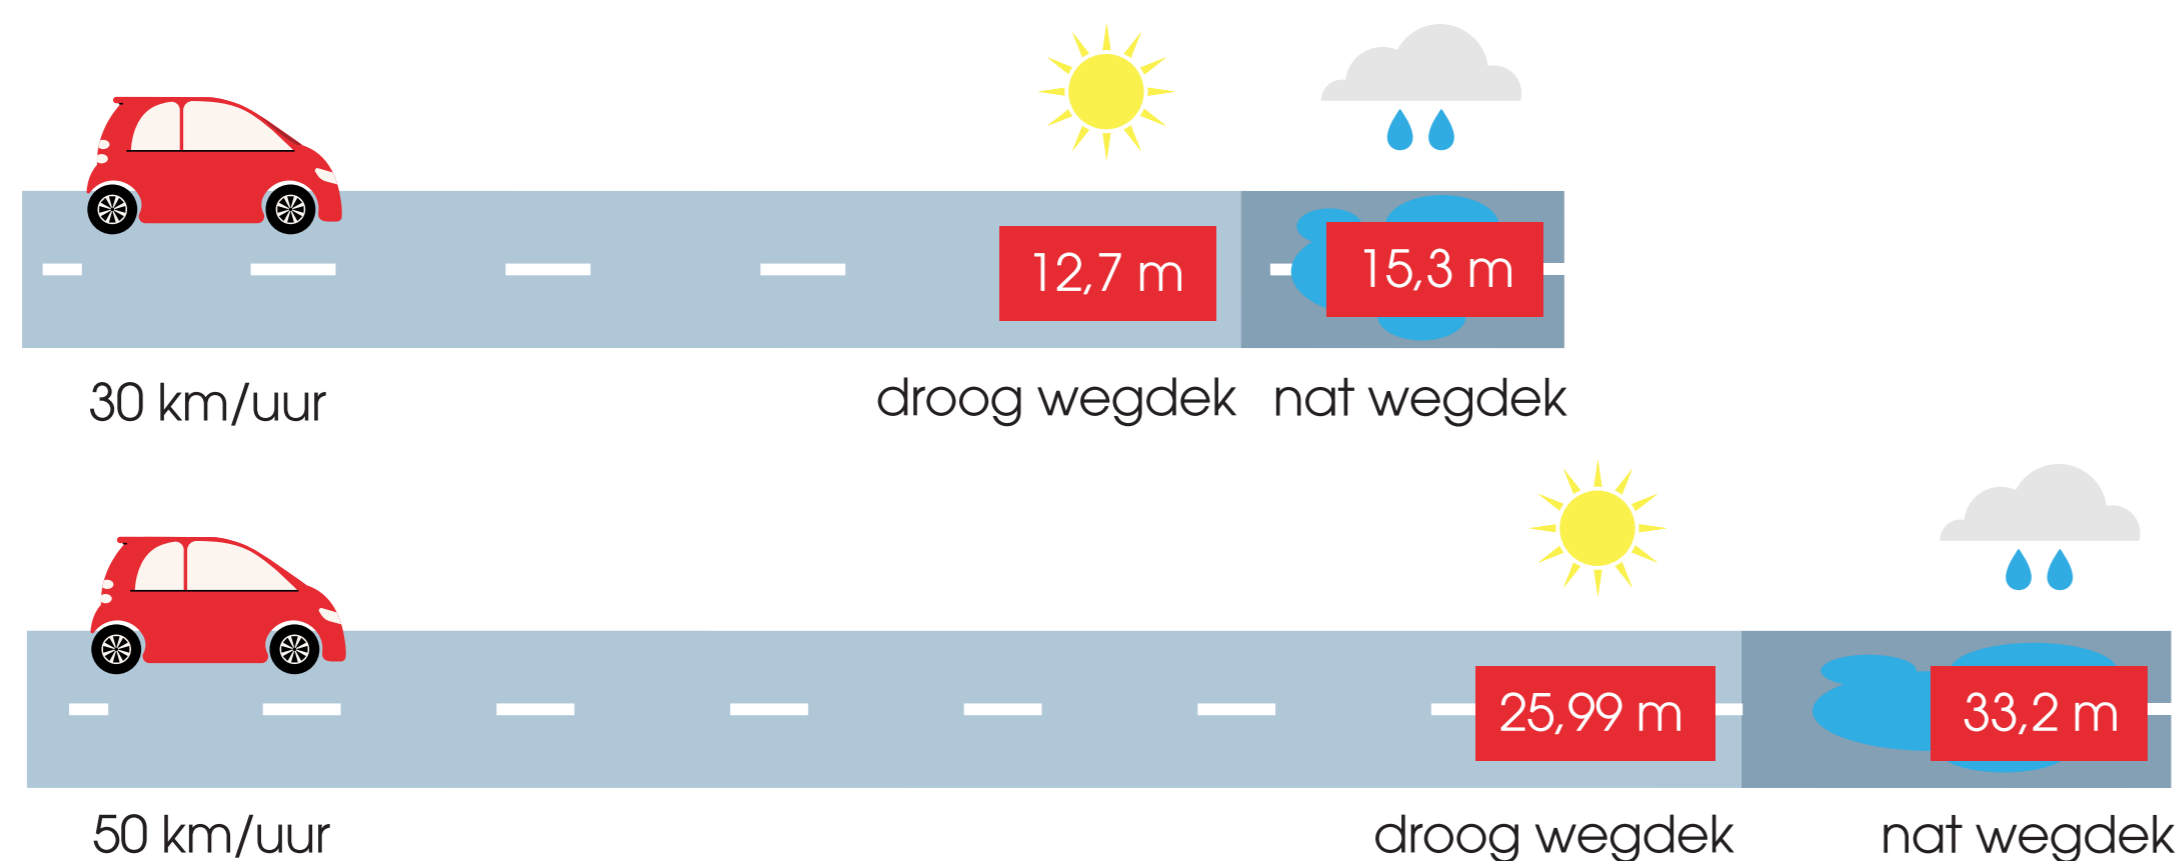 12,7 m
15,3 m
30 km/uur
droog wegdek
nat wegdek
25,99 m
33,2 m
50 km/uur
droog wegdek
nat wegdek